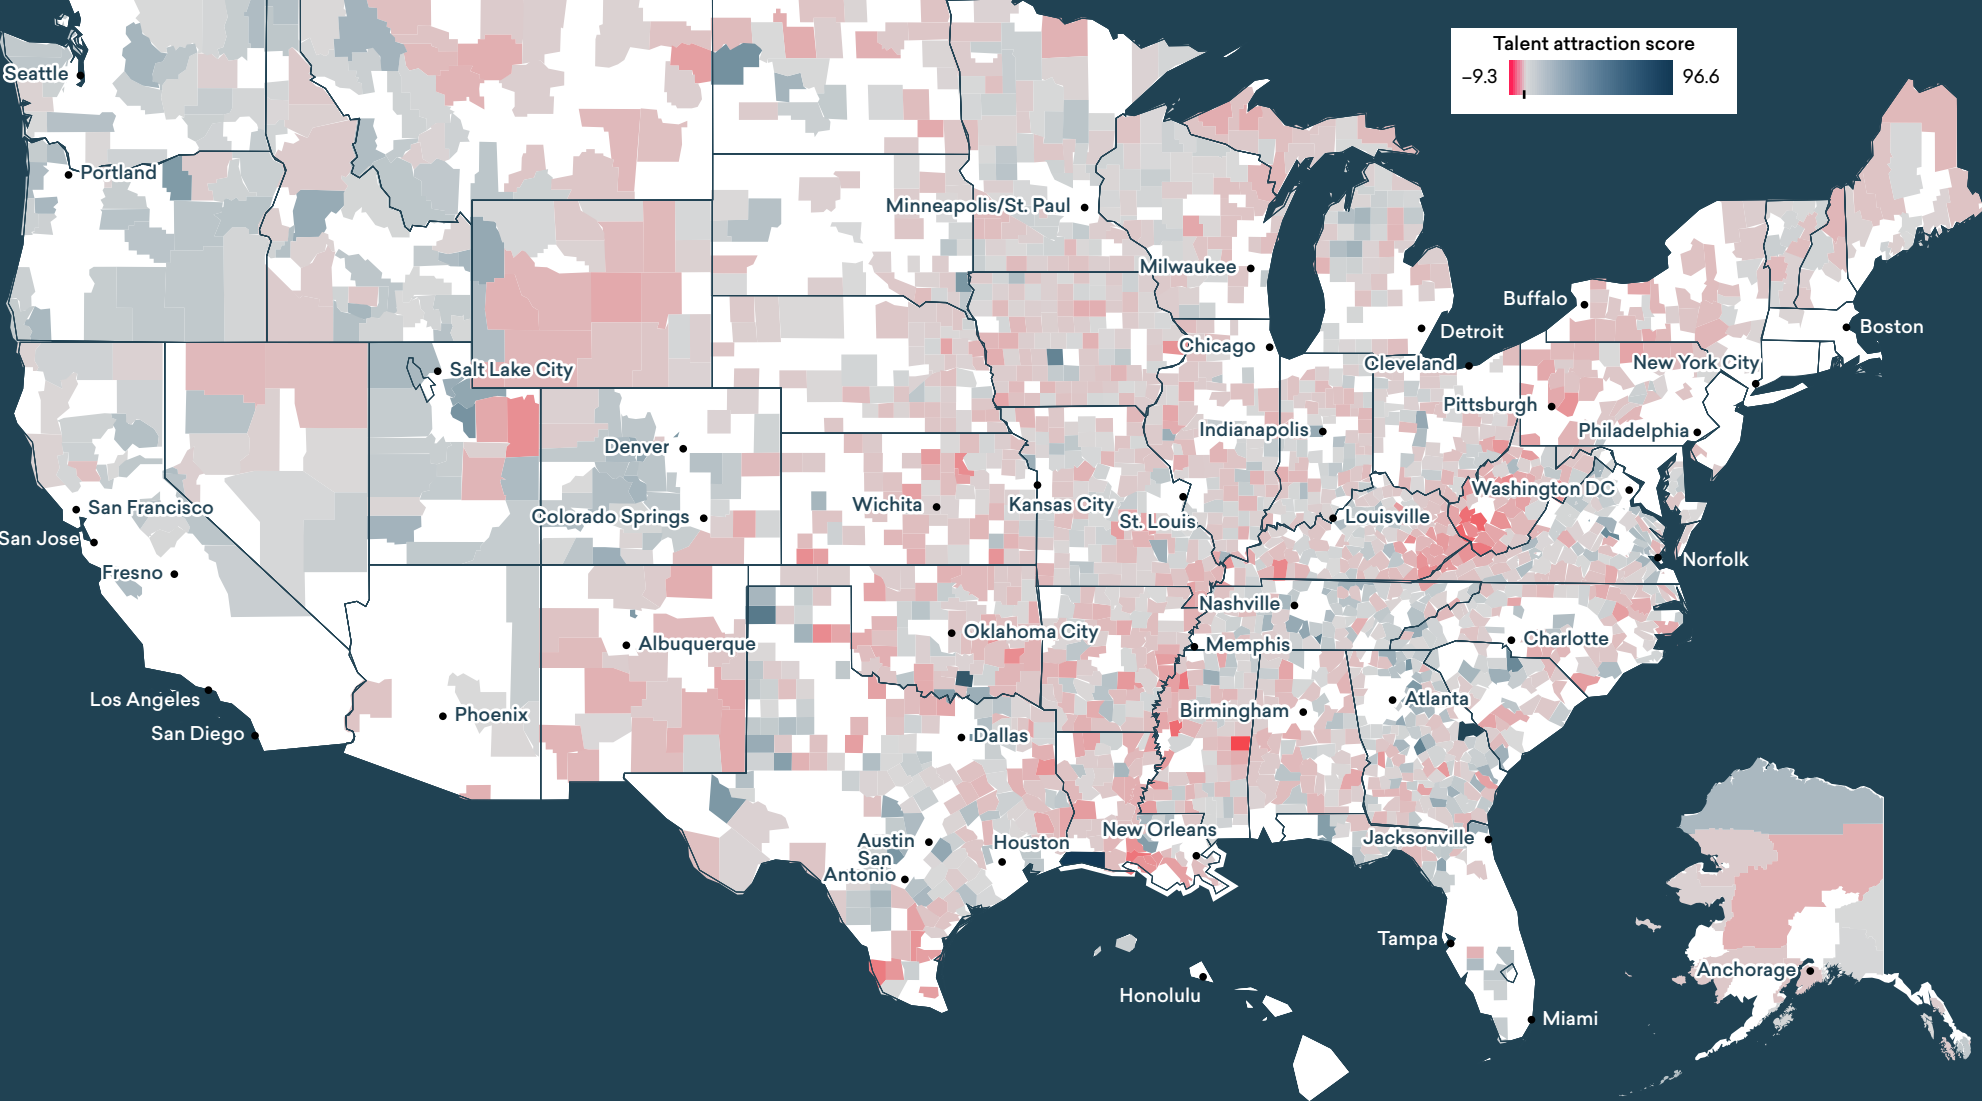 Talent attraction score
−9.3
96.6
Seattle
Portland
Minneapolis/St. Paul
Milwaukee
Buffalo
Detroit
Boston
Chicago
Cleveland
New York City
Salt Lake City
Pittsburgh
Indianapolis
Philadelphia
Denver
Washington DC
San Francisco
Wichita
Kansas City
Colorado Springs
St. Louis
Louisville
San Jose
Norfolk
Fresno
Nashville
Oklahoma City
Charlotte
Albuquerque
Memphis
Los Angeles
Atlanta
Phoenix
Birmingham
San Diego
Dallas
New Orleans
Austin
Houston
Jacksonville
San
Antonio
Tampa
Anchorage
Honolulu
Miami